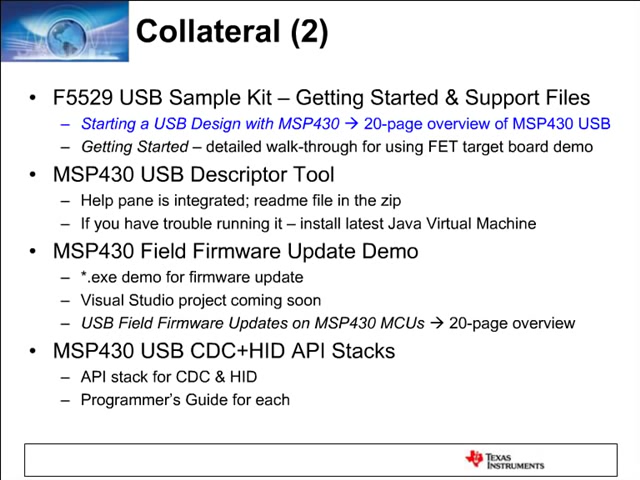 Collateral (2)
• F5529 USB Sample Kit – Getting Started & Support Files
– Starting a USB Design with MSP430 → 20-page overview of MSP430 USB
– Getting Started – detailed walk-through for using FET target board demo
• MSP430 USB Descriptor Tool
– Help pane is integrated; readme file in the zip
– If you have trouble running it – install latest Java Virtual Machine
• MSP430 Field Firmware Update Demo
– *.exe demo for firmware update
– Visual Studio project coming soon
– USB Field Firmware Updates on MSP430 MCUs → 20-page overview
• MSP430 USB CDC+HID API Stacks
– API stack for CDC & HID
– Programmer’s Guide for each
TEXAS
INSTRUMENTS